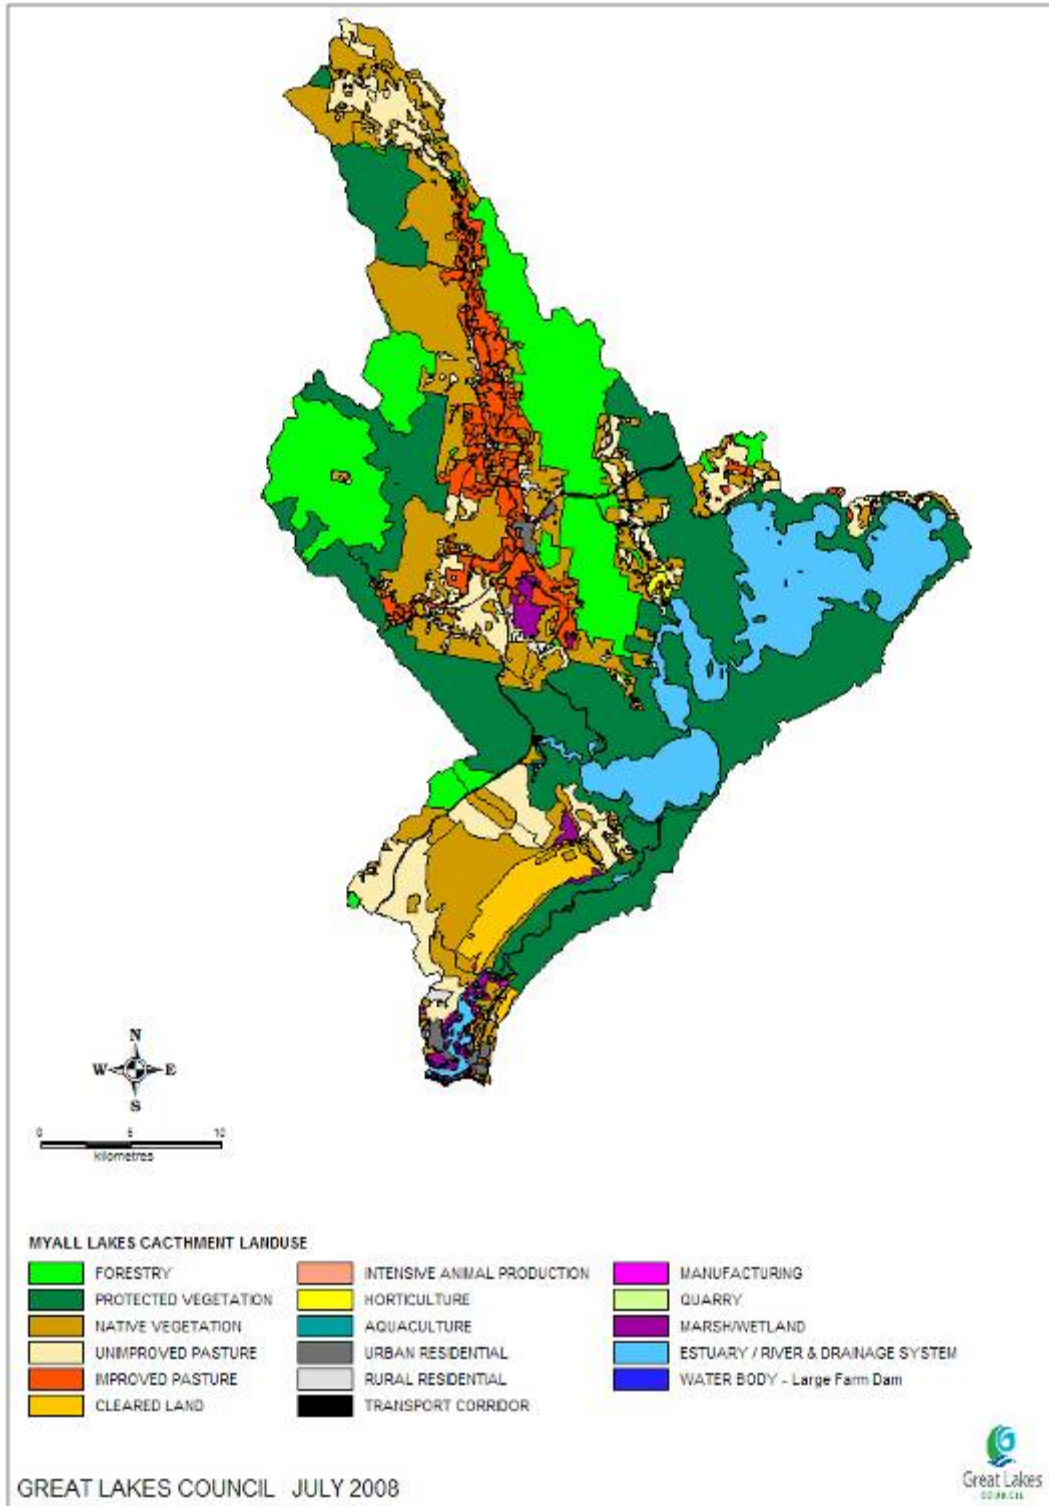 N
W E
S
0 5 10
kilometres
MYALL LAKES CACTHMENT LANDUSE
FORESTRY
PROTECTED VEGETATION
NATIVE VEGETATION
UNIMPROVED PASTURE
IMPROVED PASTURE
CLEARED LAND
INTENSIVE ANIMAL PRODUCTION
HORTICULTURE
AQUACULTURE
URBAN RESIDENTIAL
RURAL RESIDENTIAL
TRANSPORT CORRIDOR
MANUFACTURING
QUARRY
MARSH/WETLAND
ESTUARY / RIVER & DRAINAGE SYSTEM
WATER BODY - Large Farm Dam
GREAT LAKES COUNCIL JULY 2008
Great Lakes
COUNCIL